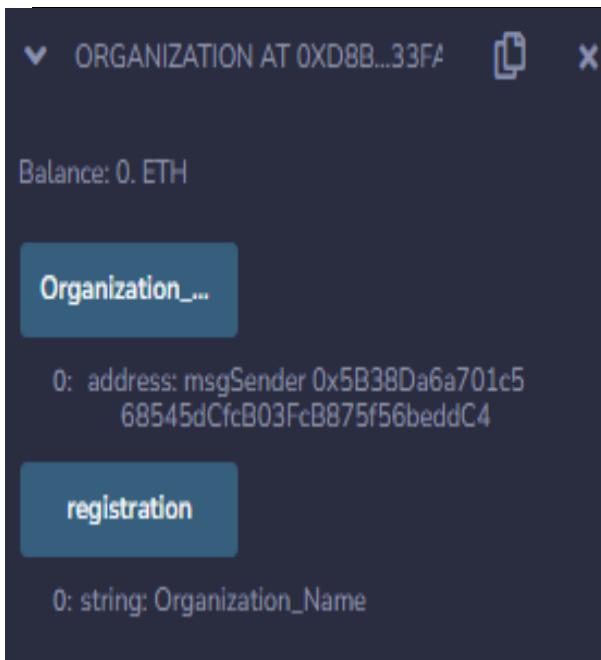 ORGANIZATION AT 0XD8B...33FA
Balance: 0. ETH
Organization_...
0: address: msgSender 0x5B38Da6a701c5
68545dCfcB03FcB875f56beddC4
registration
0: string: Organization_Name